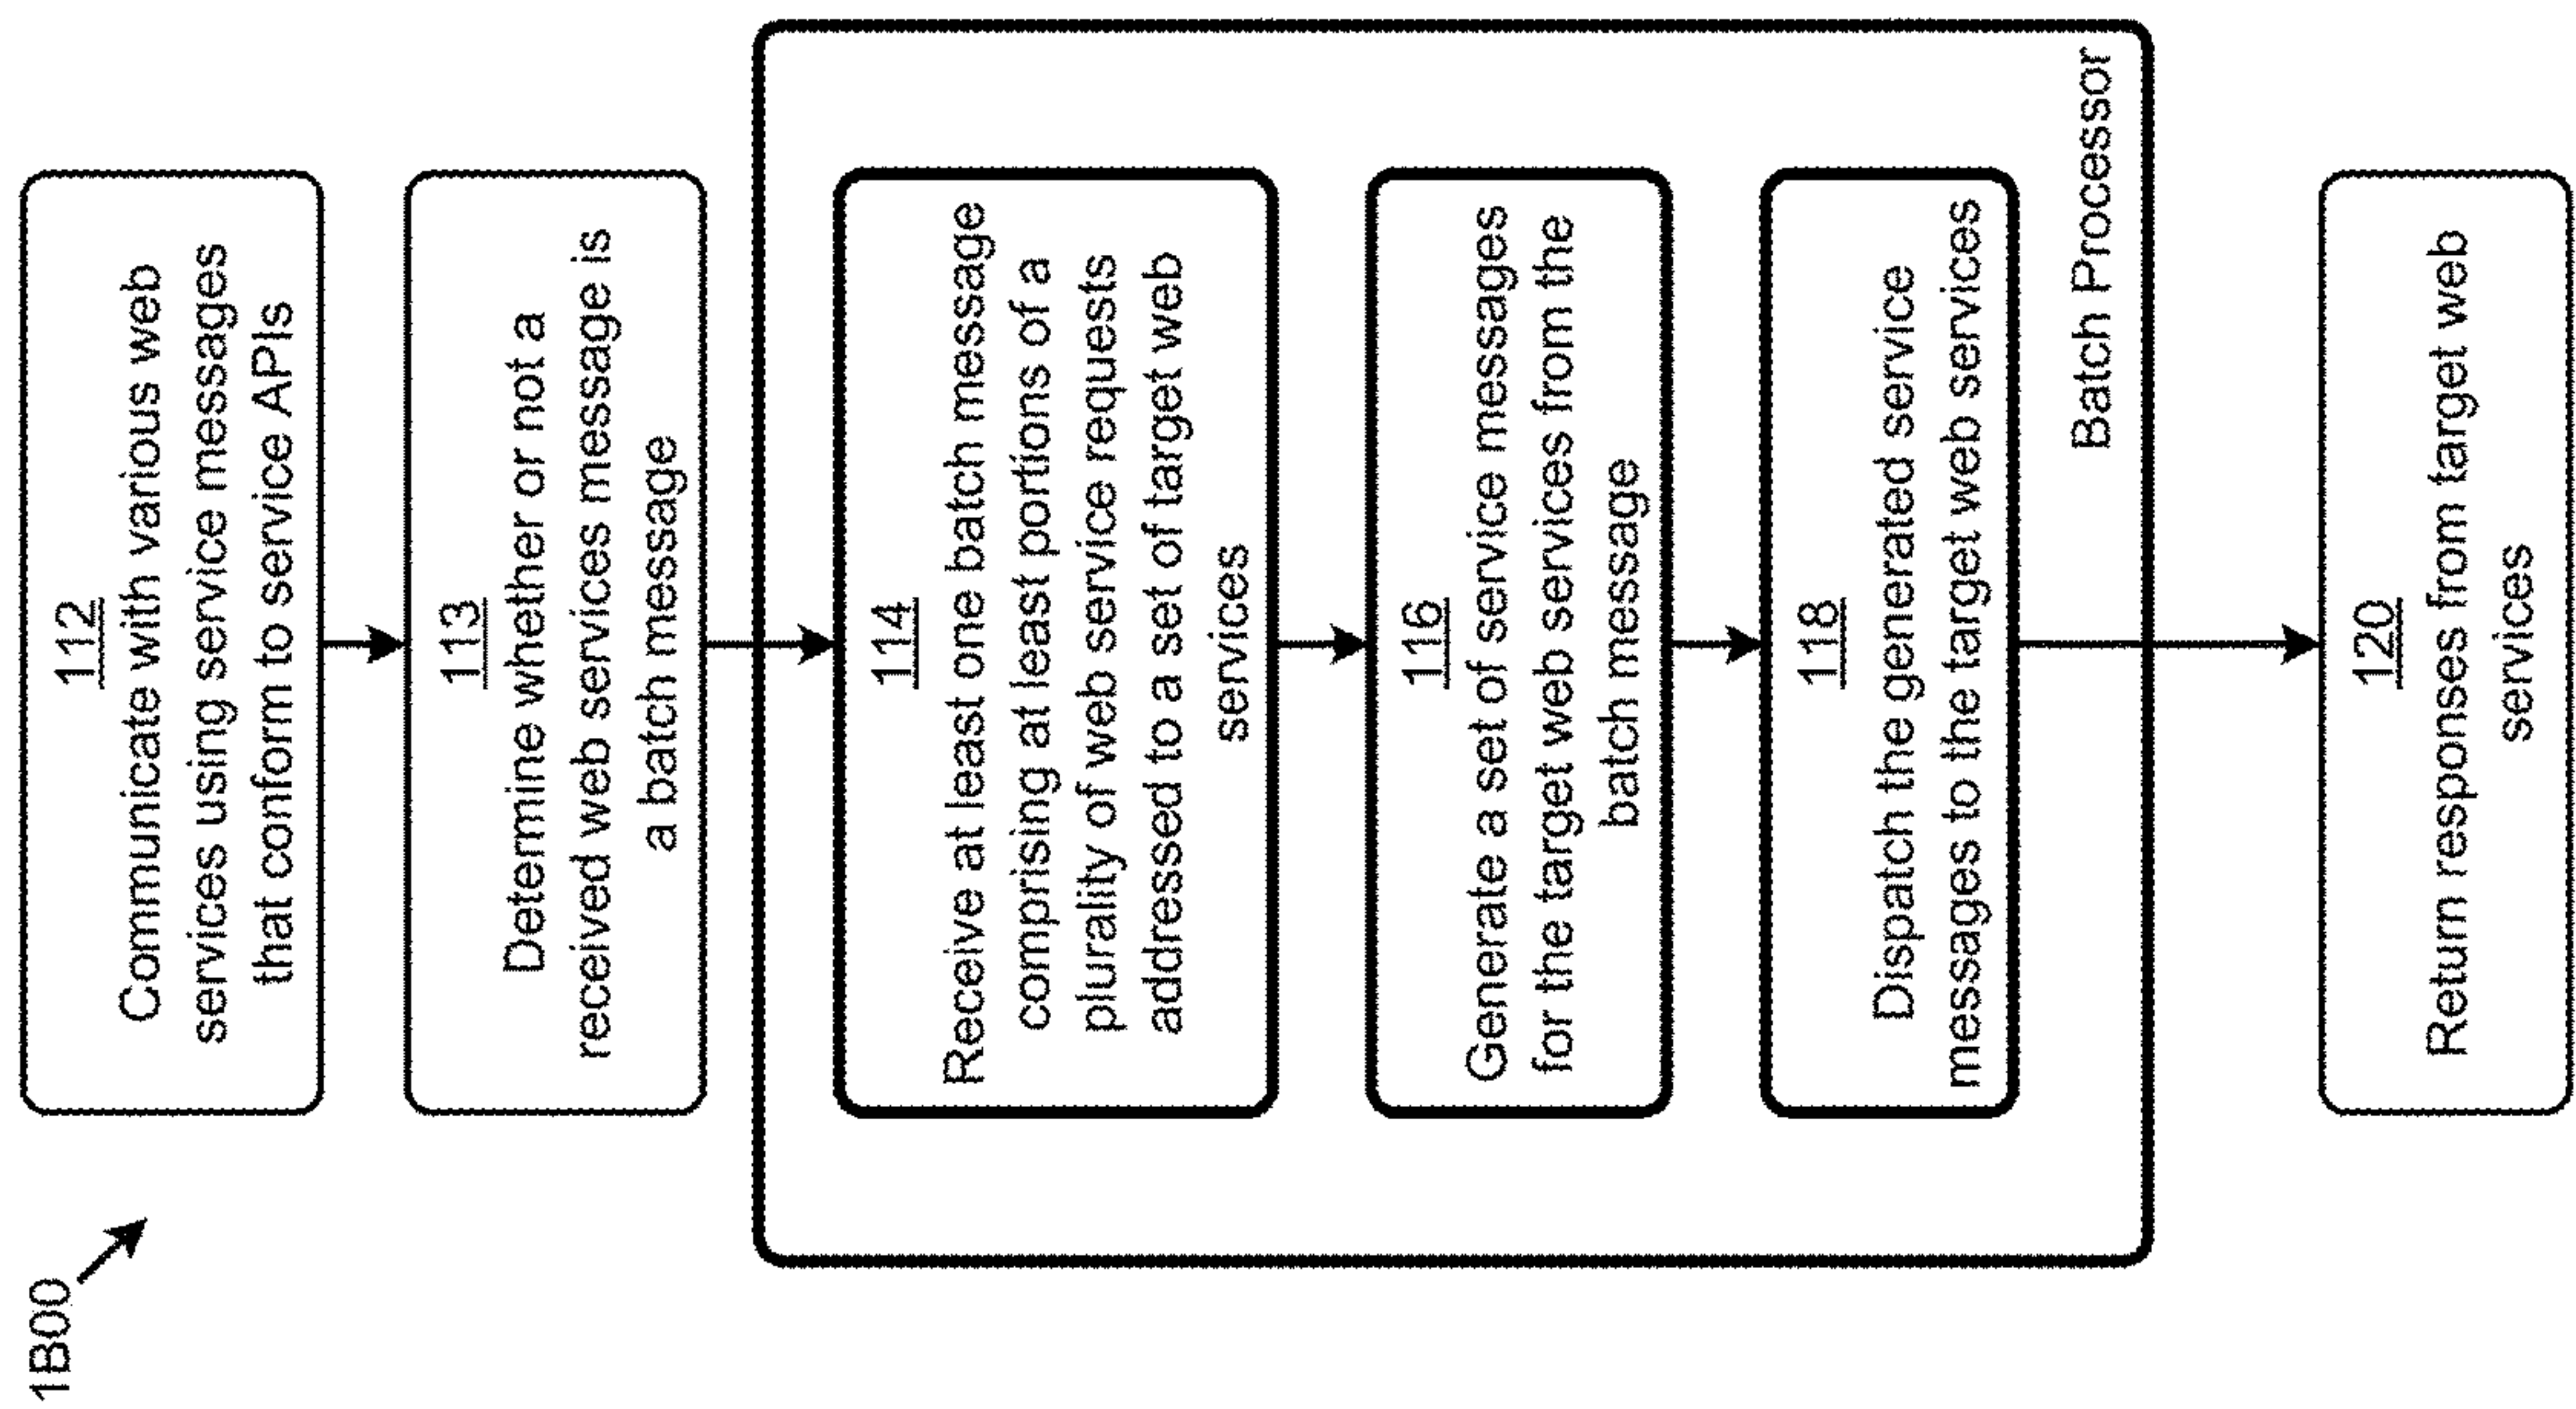 1B00
112
Communicate with various web
services using service messages
that conform to service APIs
113
Determine whether or not a
received web services message is
a batch message
114
Receive at least one batch message
comprising at least portions of a
plurality of web service requests
addressed to a set of target web
services
116
Generate a set of service messages
for the target web services from the
batch message
118
Dispatch the generated service
messages to the target web services
Batch Processor
120
Return responses from target web
services